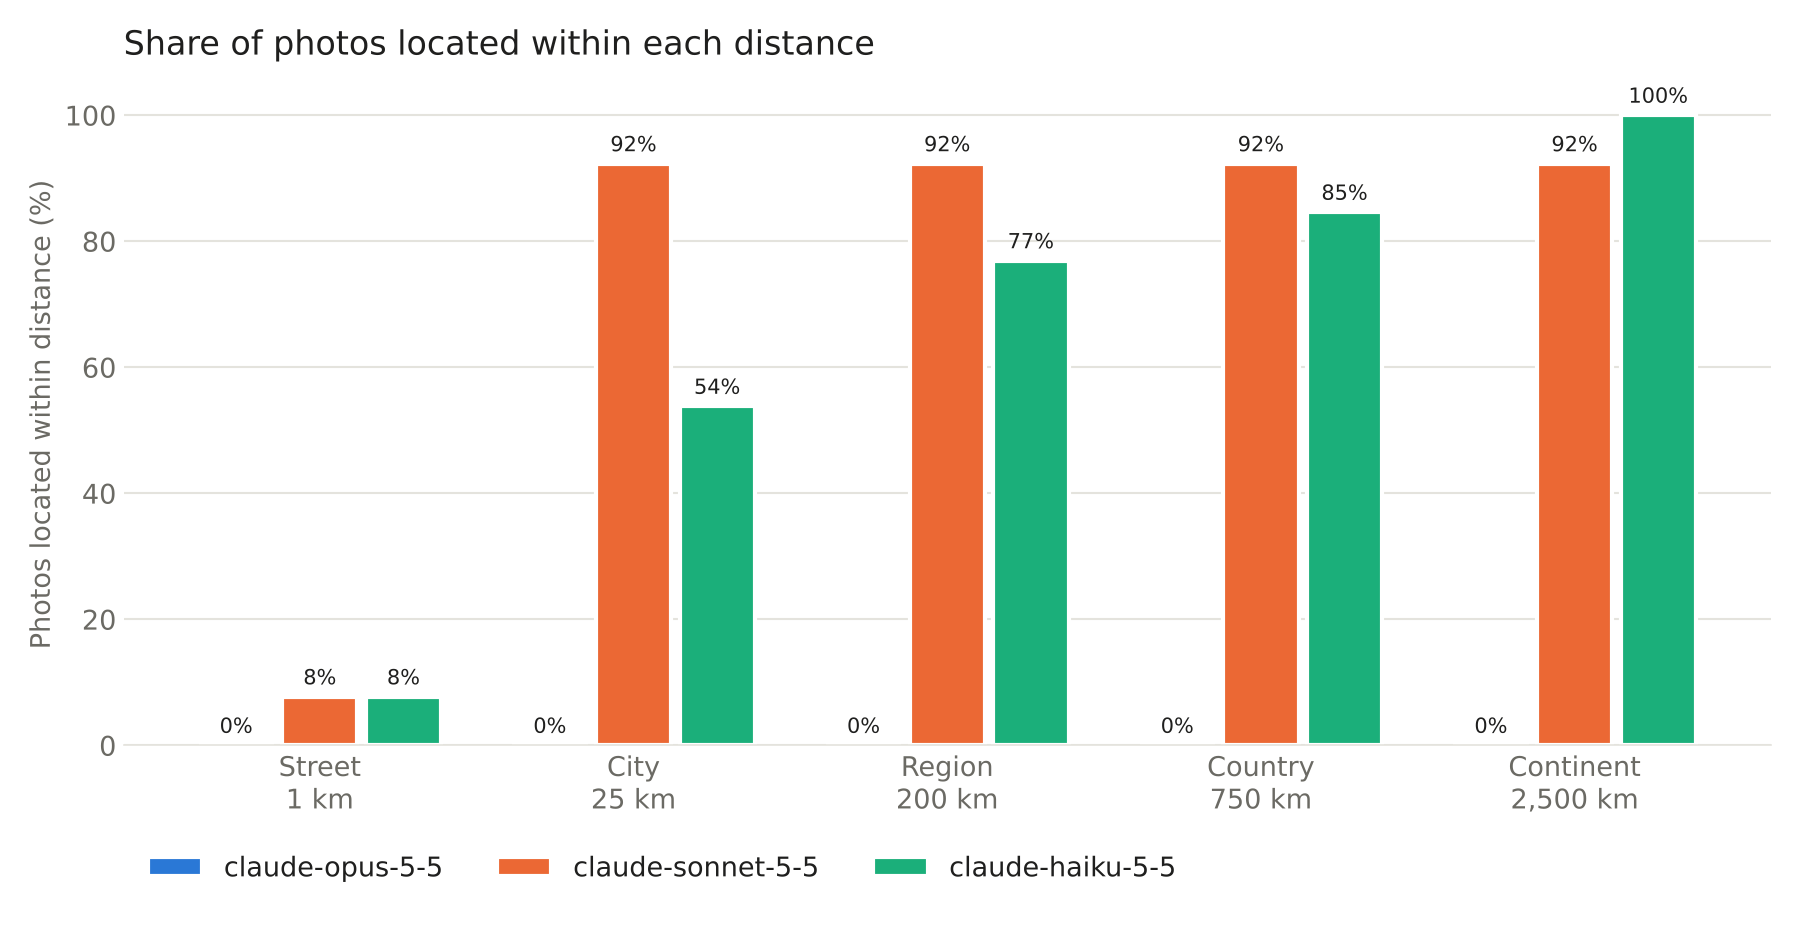 Share of photos located within each distance
Photos located within distance (%)
100
80
60
40
20
0
0% 8% 8%
0% 92% 54%
0% 92% 77%
0% 92% 85%
0% 92% 100%
Street
1 km
City
25 km
Region
200 km
Country
750 km
Continent
2,500 km
claude-opus-5-5 claude-sonnet-5-5 claude-haiku-5-5